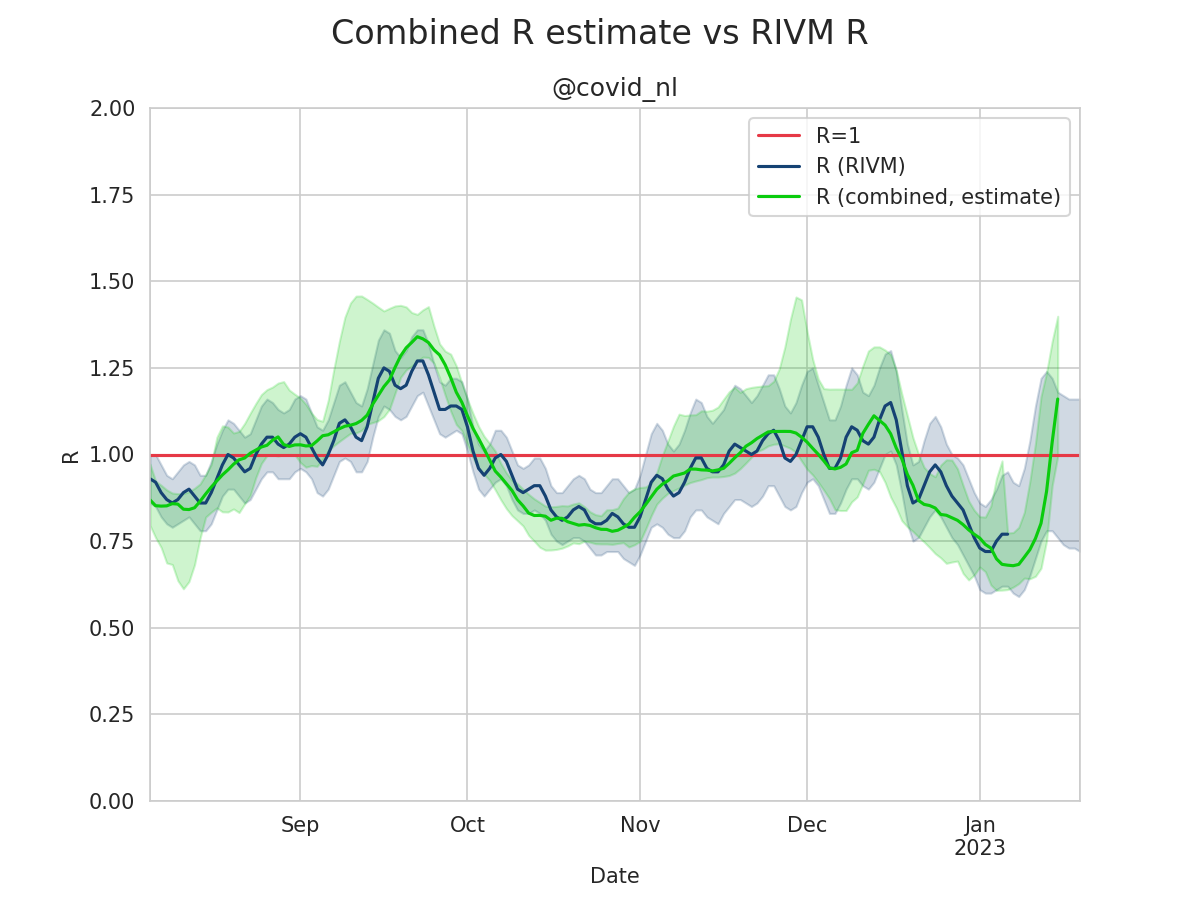 Combined R estimate vs RIVM R
@covid_nl
2.00
1.75
1.50
1.25
1.00
0.75
0.50
0.25
0.00
R
R=1
R (RIVM)
R (combined, estimate)
Sep
Oct
Nov
Dec
Jan
2023
Date